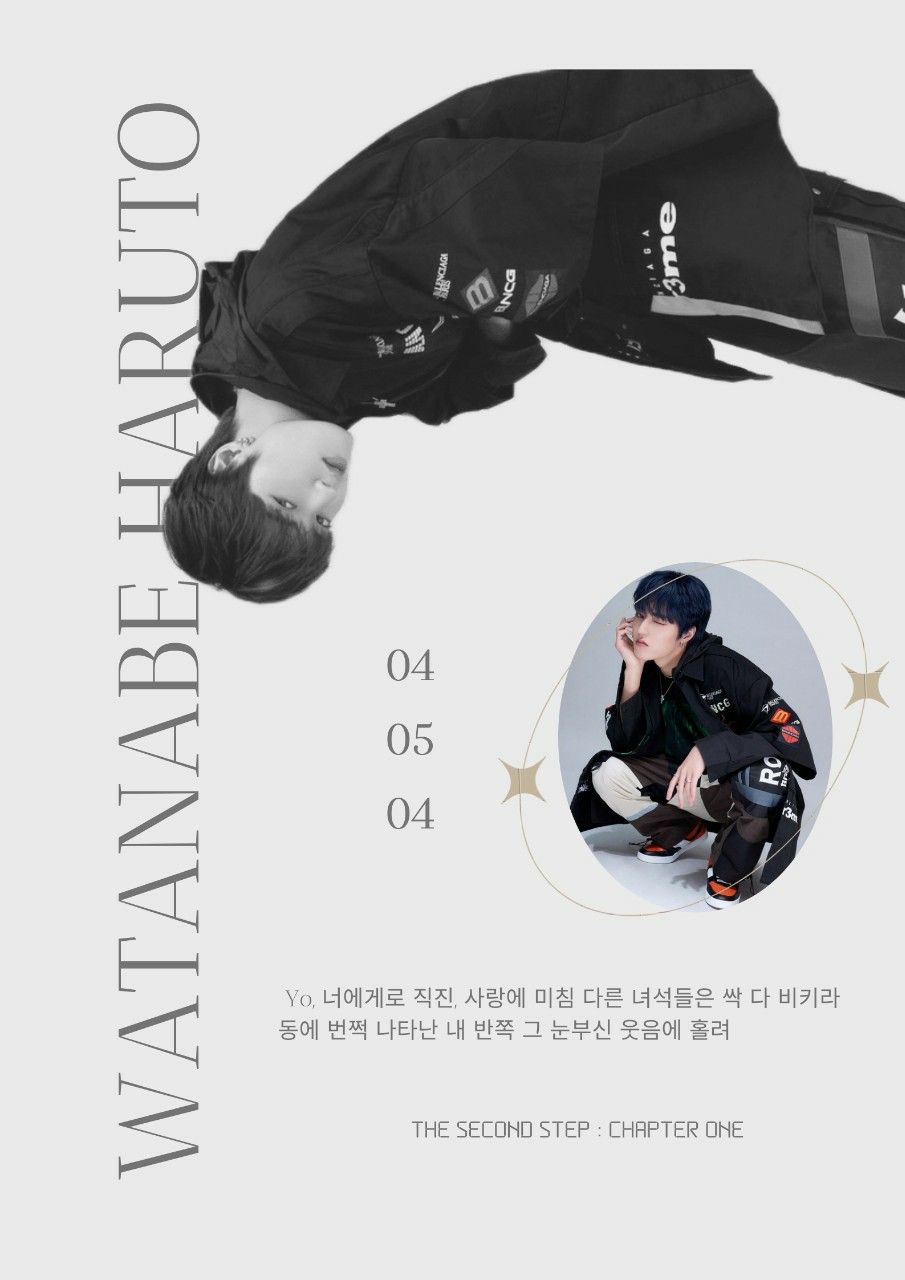 WATANABE HARUTO
BNCG
04
05
04
NCG
Yo, 너에게로 직진, 사랑에 미침 다른 녀석들은 싹 다 비키라
동에 번쩍 나타난 내 반쪽 그 눈부신 웃음에 홀려
THE SECOND STEP : CHAPTER ONE